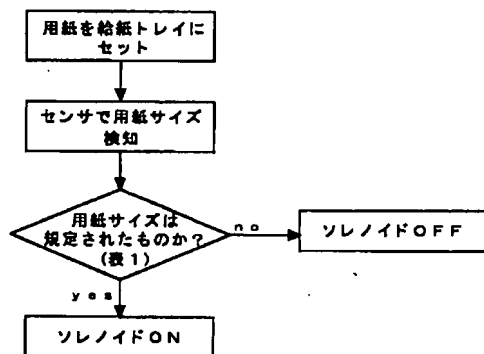 用紙を給紙トレイに
セット
センサで用紙サイズ
検知
用紙サイズは
規定されたものか?
(表1)
no
ソレノイドOFF
yes
ソレノイドON